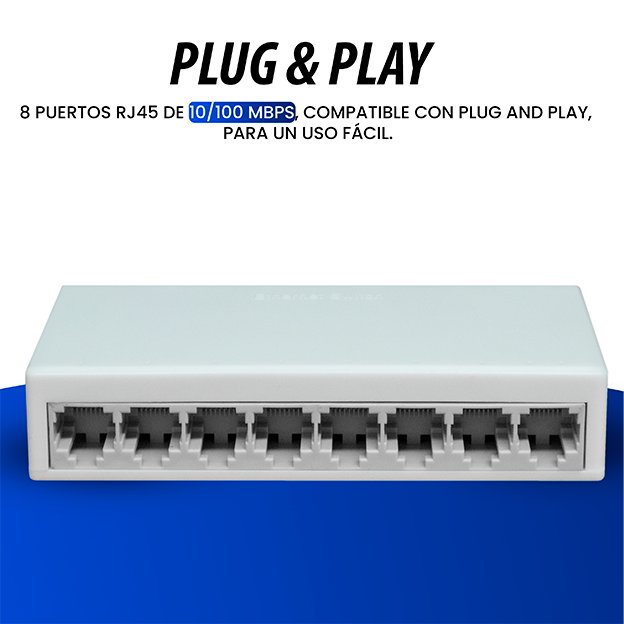 PLUG & PLAY
8 PUERTOS RJ45 DE 10/100 MBPS, COMPATIBLE CON PLUG AND PLAY,
PARA UN USO FÁCIL.